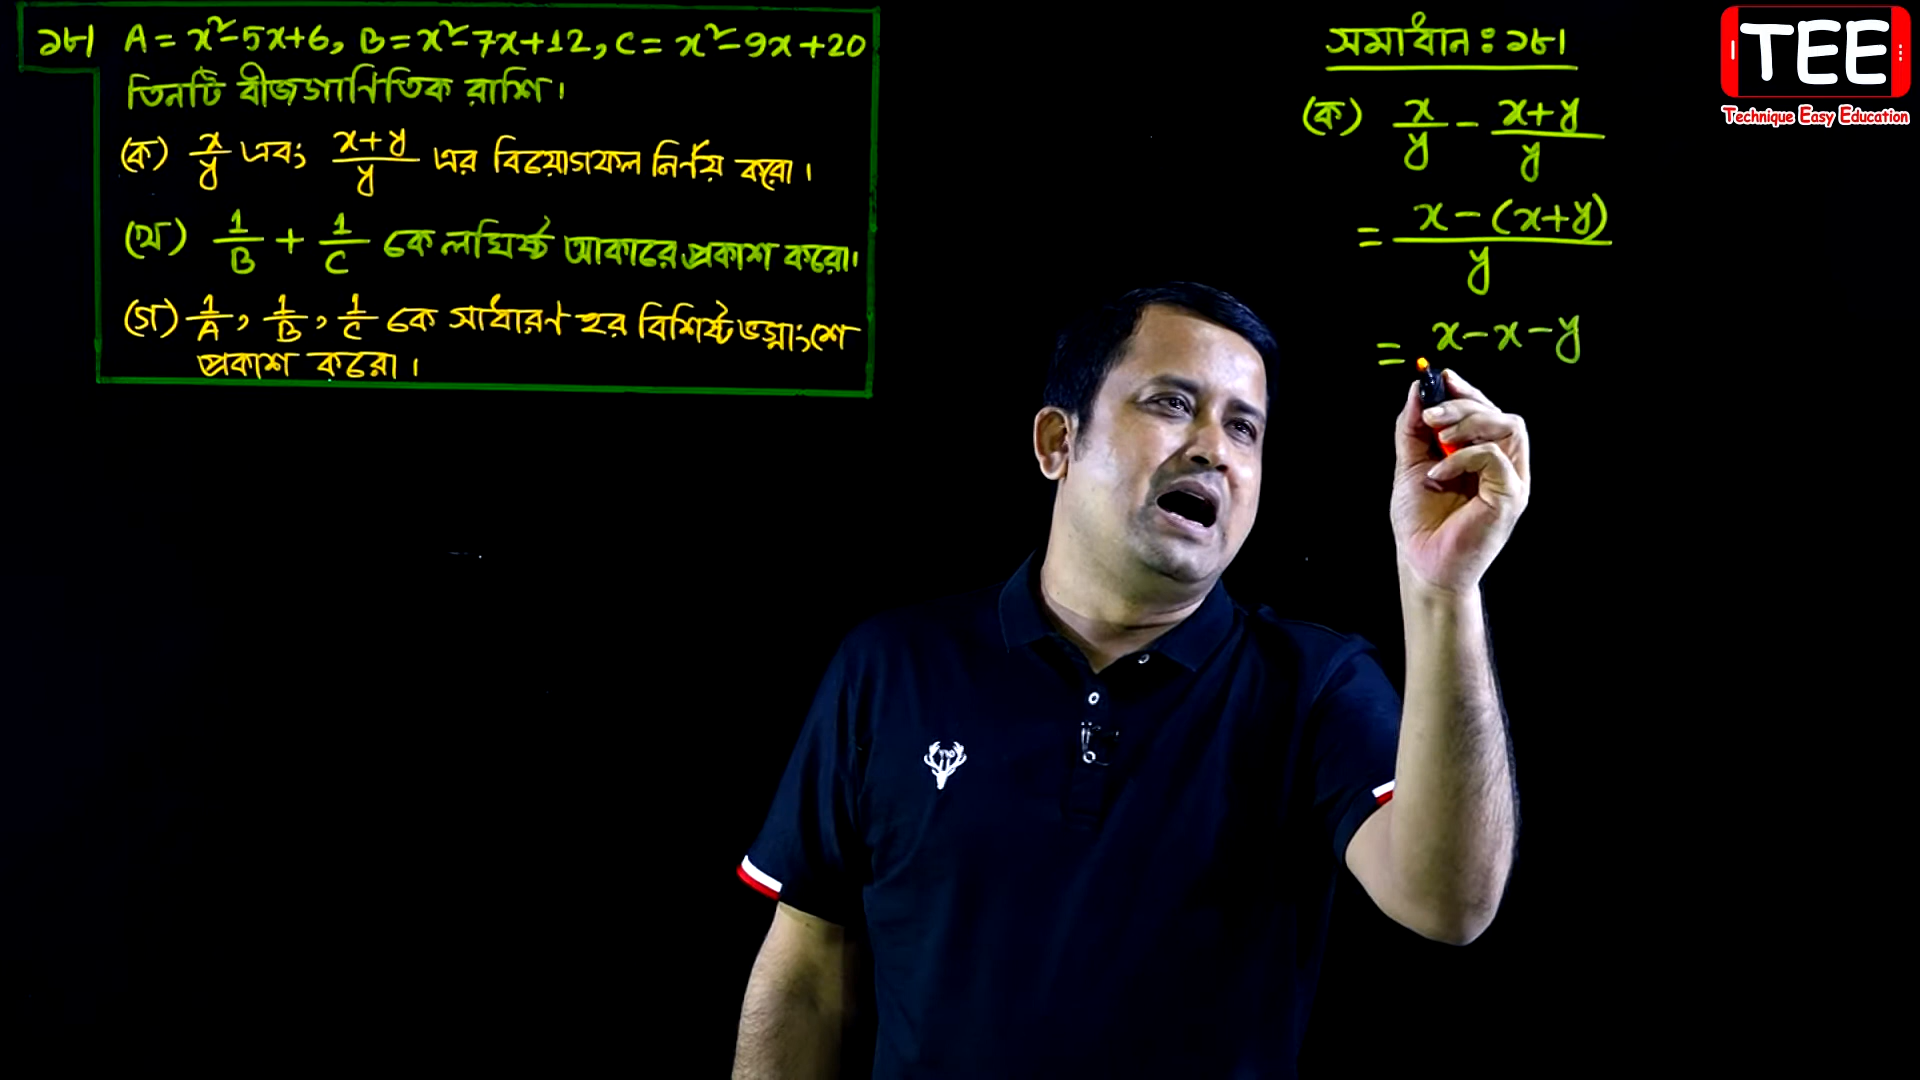 ১৮। A = x²-5x+6, B = x²-7x+12, C = x²-9x+20
তিনটি বীজগাণিতিক রাশি।
(ক) x/y এবং (x+y)/y এর বিয়োগফল নির্ণয় করো।
(খ) 1/B + 1/C কে লঘিষ্ঠ আকারে প্রকাশ করো।
(গ) 1/A, 1/B, 1/C কে সাধারণ হর বিশিষ্ট ভগ্নাংশে
প্রকাশ করো।
সমাধান: ১৮।
(ক) x/y - (x+y)/y
= (x-(x+y))/y
= x-x-y
TEE
Technique Easy Education